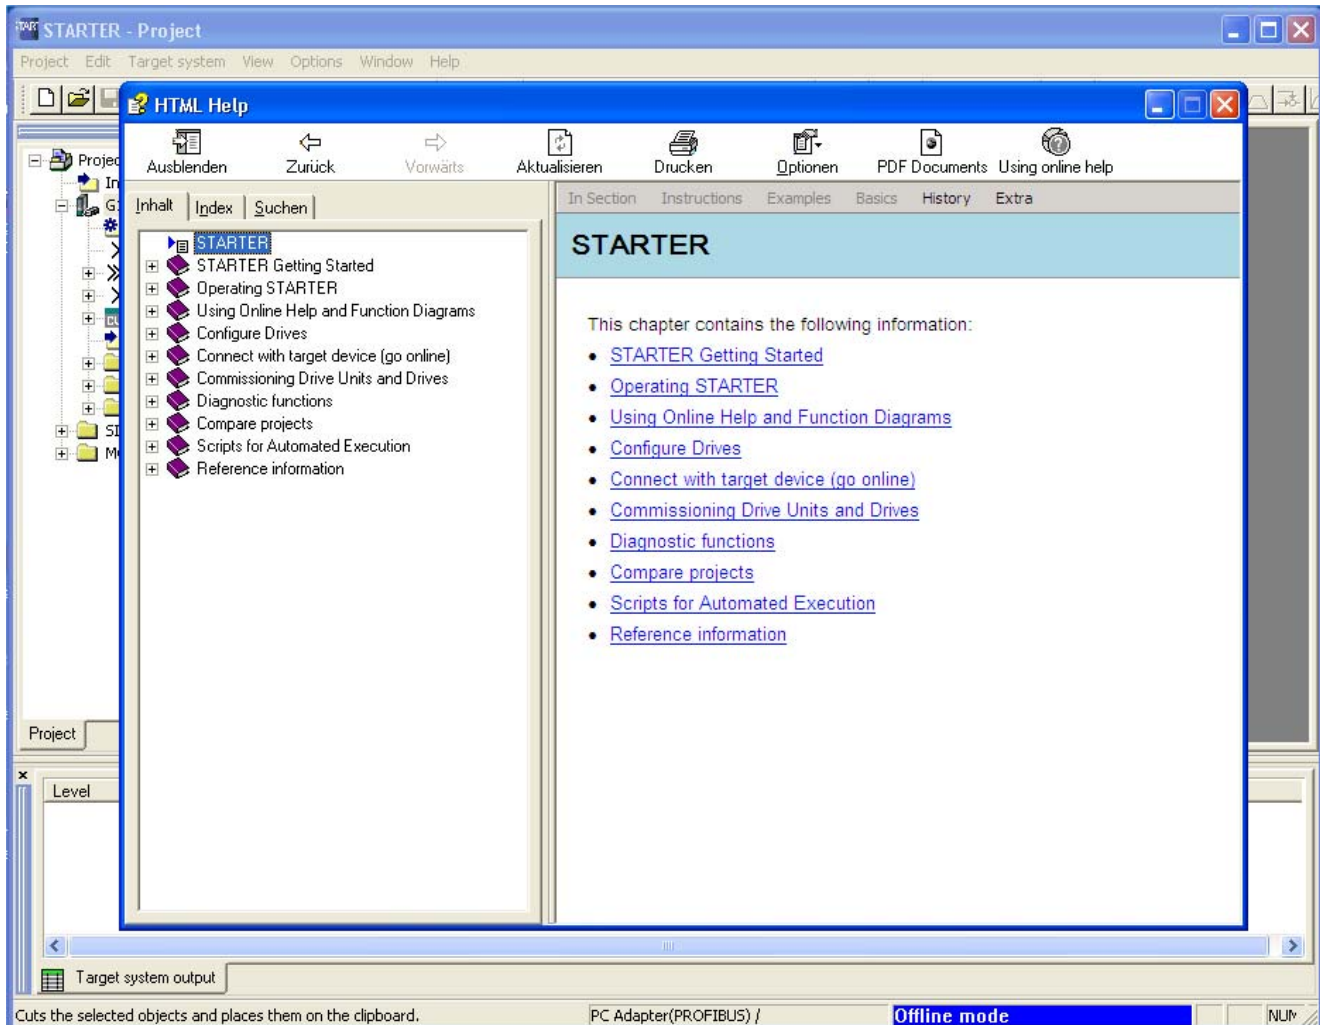 STARTER - Project
Project Edit Target system View Options Window Help
HTML Help
Ausblenden Zurück Vorwärts Aktualisieren Drucken Optionen PDF Documents Using online help
Inhalt Index Suchen
STARTER
STARTER Getting Started
Operating STARTER
Using Online Help and Function Diagrams
Configure Drives
Connect with target device (go online)
Commissioning Drive Units and Drives
Diagnostic functions
Compare projects
Scripts for Automated Execution
Reference information
In Section Instructions Examples Basics History Extra
STARTER
This chapter contains the following information:
• STARTER Getting Started
• Operating STARTER
• Using Online Help and Function Diagrams
• Configure Drives
• Connect with target device (go online)
• Commissioning Drive Units and Drives
• Diagnostic functions
• Compare projects
• Scripts for Automated Execution
• Reference information
Project
Level
Target system output
Cuts the selected objects and places them on the clipboard. PC Adapter(PROFIBUS) / Offline mode NUM